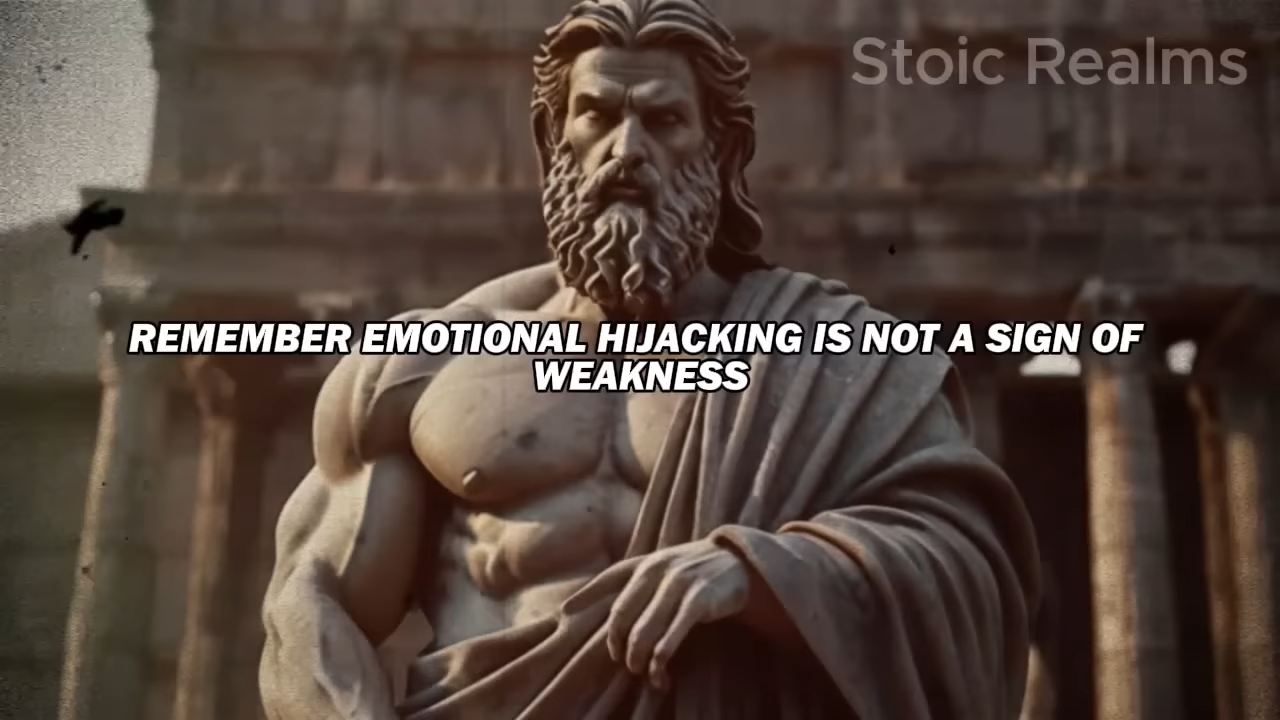 Stoic Realms
REMEMBER EMOTIONAL HIJACKING IS NOT A SIGN OF
WEAKNESS